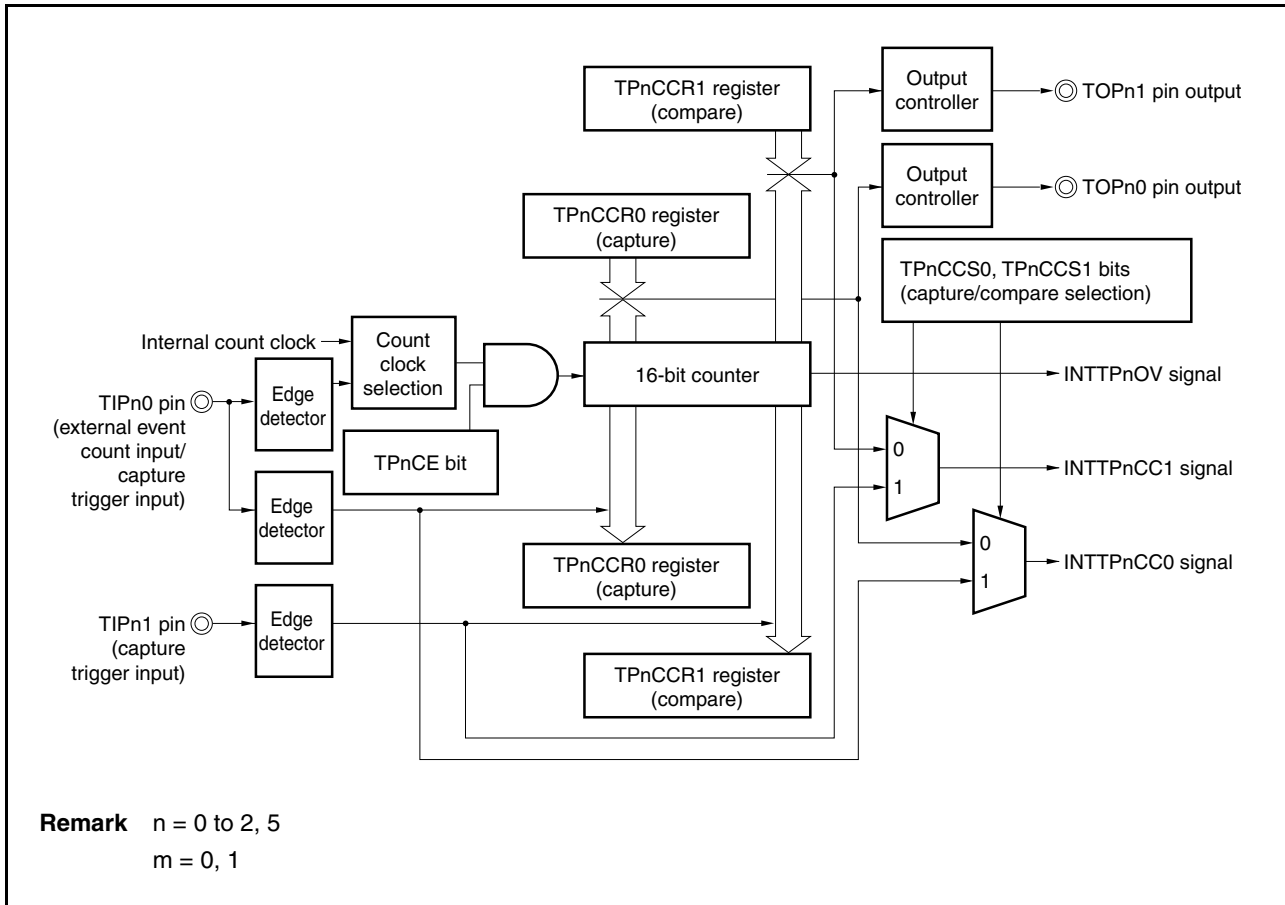 TPnCCR1 register
(compare)
Output
controller
TOPn1 pin output
Output
controller
TOPn0 pin output
TPnCCR0 register
(capture)
TPnCCS0, TPnCCS1 bits
(capture/compare selection)
Internal count clock
Count
clock
selection
16-bit counter
INTTPnOV signal
TIPn0 pin
(external event
count input/
capture
trigger input)
Edge
detector
TPnCE bit
0
1
INTTPnCC1 signal
Edge
detector
TPnCCR0 register
(capture)
0
1
INTTPnCC0 signal
TIPn1 pin
(capture
trigger input)
Edge
detector
TPnCCR1 register
(compare)
Remark n = 0 to 2, 5
m = 0, 1